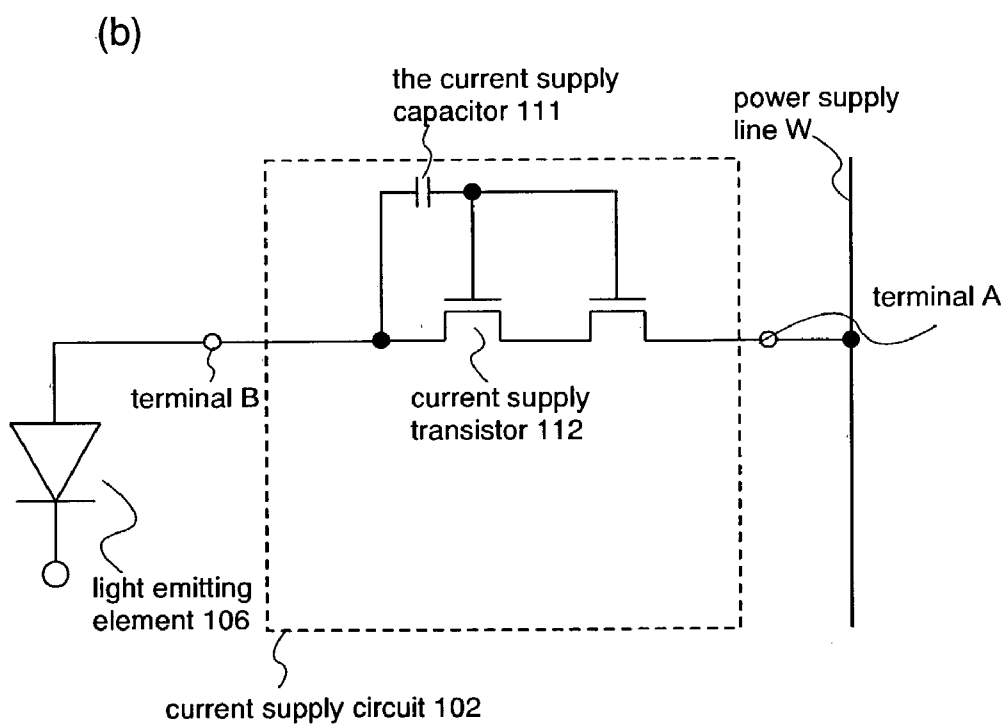 (b)
the current supply
capacitor 111
power supply
line W
terminal A
terminal B
current supply
transistor 112
light emitting
element 106
current supply circuit 102